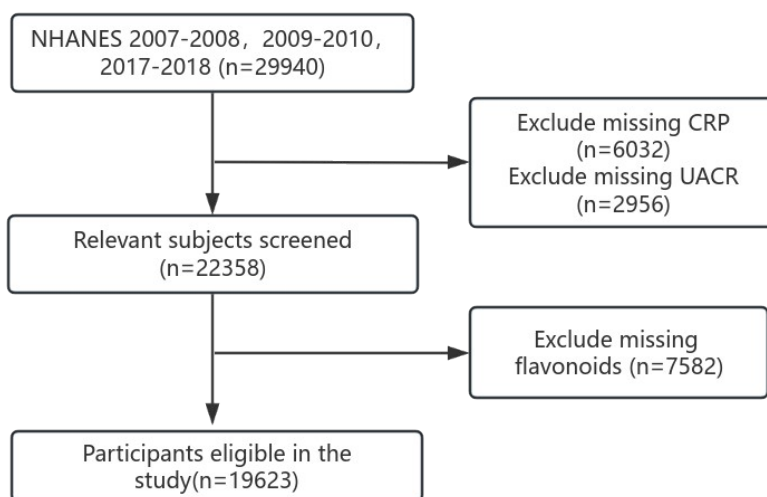 NHANES 2007-2008，2009-2010，
2017-2018 (n=29940)
Exclude missing CRP
(n=6032)
Exclude missing UACR
(n=2956)
Relevant subjects screened
(n=22358)
Exclude missing
flavonoids (n=7582)
Participants eligible in the
study(n=19623)